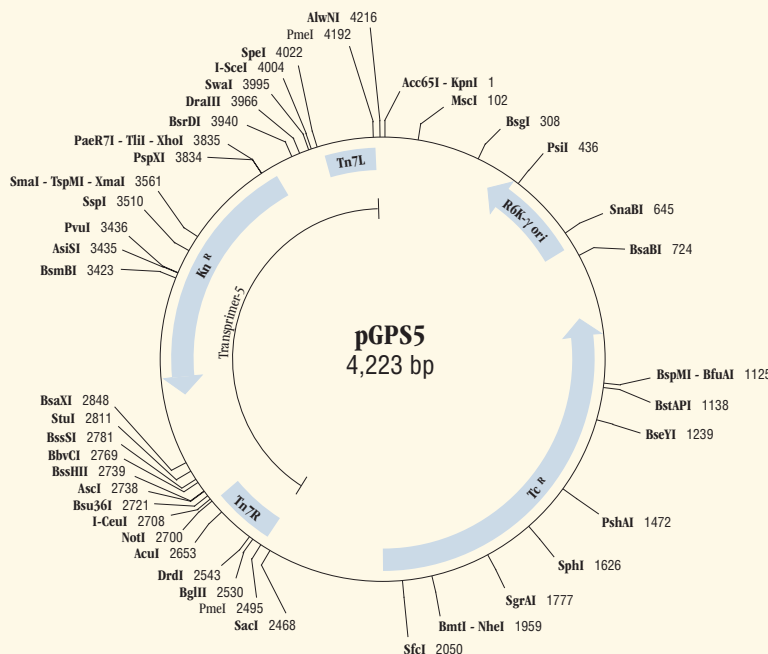 AlwNI 4216
PmeI 4192
SpeI 4022
I-SceI 4004
SwaI 3995
DraIII 3966
BsrDI 3940
PaeR7I - TliI - XhoI 3835
PspXI 3834
SmaI - TspMI - XmaI 3561
SspI 3510
PvuI 3436
AsiSI 3435
BsmBI 3423
Acc65I - KpnI 1
MscI 102
BsgI 308
PsiI 436
SnaBI 645
BsaBI 724
BspMI - BfuAI 1125
BstAPI 1138
BseYI 1239
PshAI 1472
SphI 1626
SgrAI 1777
BmtI - NheI 1959
SfcI 2050
BsaXI 2848
StuI 2811
BssSI 2781
BbvCI 2769
BssHII 2739
AscI 2738
Bsu36I 2721
I-CeuI 2708
NotI 2700
AcuI 2653
DrdI 2543
BglII 2530
PmeI 2495
SacI 2468
Tn7L
R6K-γ ori
Kn R
Transprimer-5
pGPS5
4,223 bp
Tn7R
Tc R